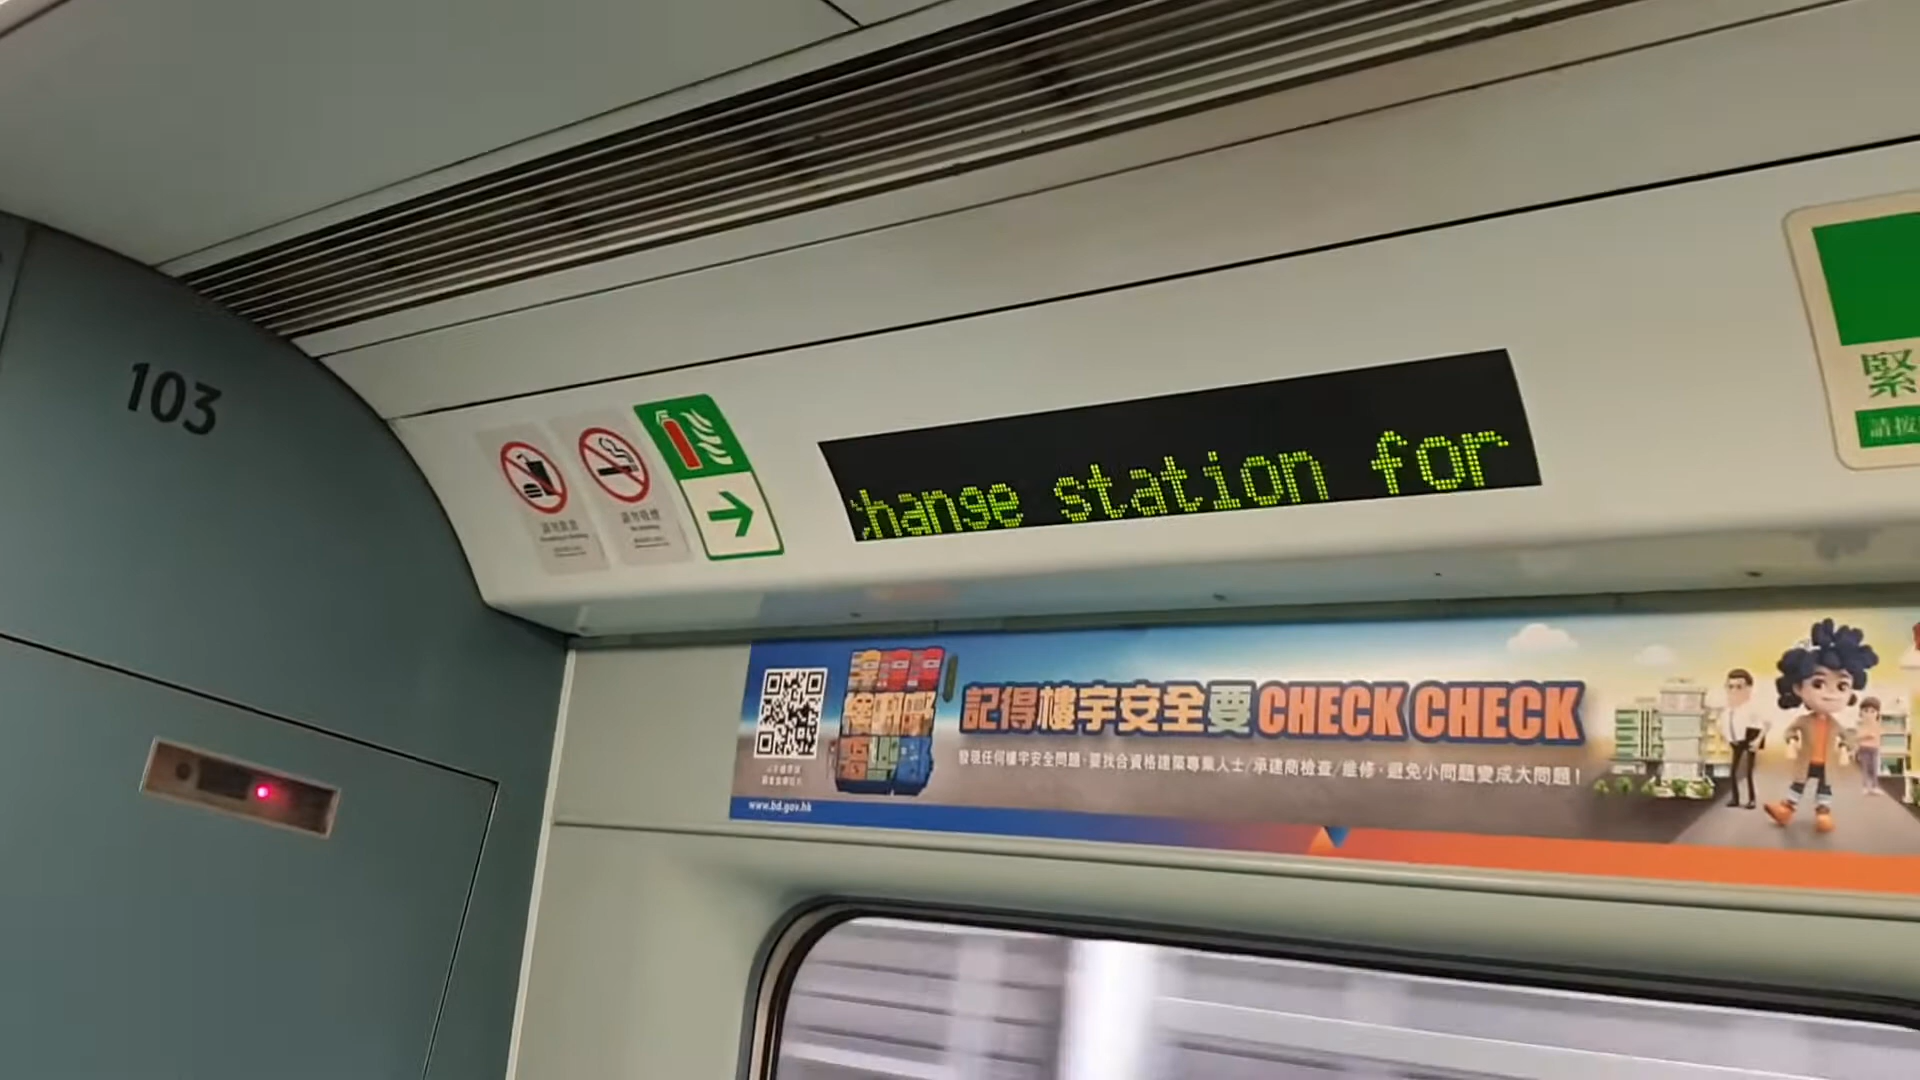 103
change station for
緊
請按
記得樓宇安全要CHECK CHECK
發現任何樓宇安全問題，要找合資格建築專業人士/承建商檢查/維修，避免小問題變成大問題！
www.bd.gov.hk